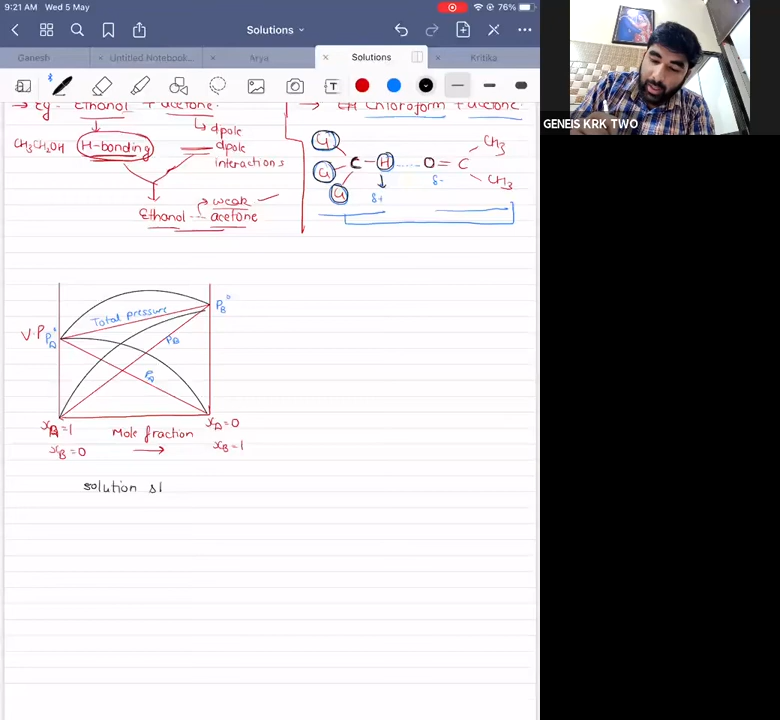 9:21 AM Wed 5 May
76%
Solutions
Ganesh
Untitled Notebook...
Arya
Solutions
Kritika
T
→ Eg- Ethanol + acetone
dpole
dpole
interactions
CH3CH2OH
H-bonding
weak
Ethanol ---- acetone
→ Chloroform + acetone
Cl
Cl
Cl
C - H ...... O = C
CH3
CH3
δ+
δ-
V.P
PA°
PB°
Total pressure
PB
PA
xA=1
xB=0
Mole fraction
→
xA=0
xB=1
solution sl
GENEIS KRK TWO